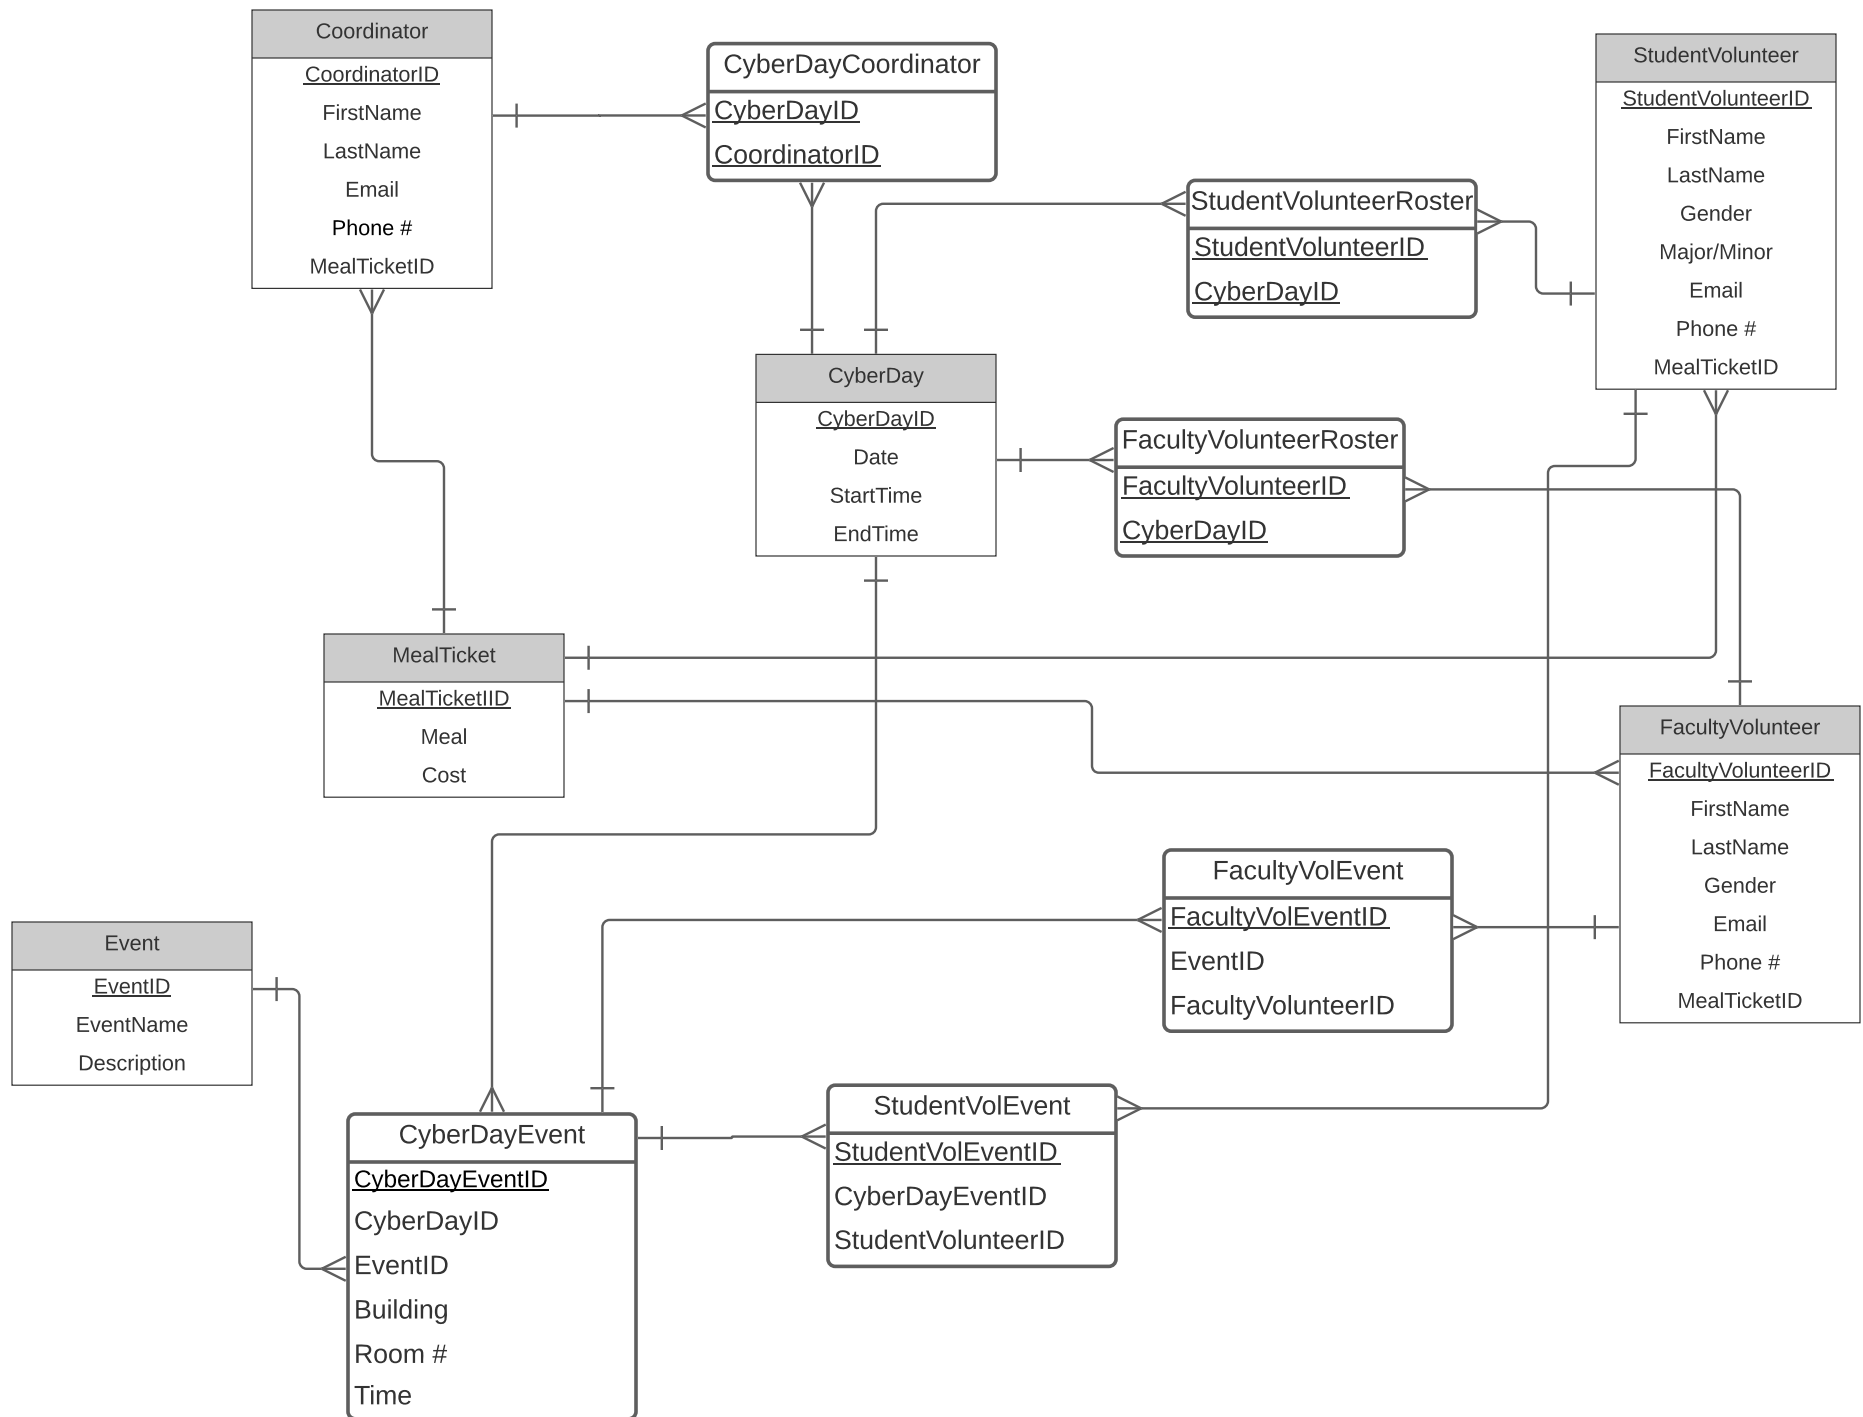 Coordinator
CoordinatorID
FirstName
LastName
Email
Phone #
MealTicketID
CyberDayCoordinator
CyberDayID
CoordinatorID
StudentVolunteer
StudentVolunteerID
FirstName
LastName
Gender
Major/Minor
Email
Phone #
MealTicketID
StudentVolunteerRoster
StudentVolunteerID
CyberDayID
CyberDay
CyberDayID
Date
StartTime
EndTime
FacultyVolunteerRoster
FacultyVolunteerID
CyberDayID
MealTicket
MealTicketIID
Meal
Cost
FacultyVolunteer
FacultyVolunteerID
FirstName
LastName
Gender
Email
Phone #
MealTicketID
FacultyVolEvent
FacultyVolEventID
EventID
FacultyVolunteerID
Event
EventID
EventName
Description
StudentVolEvent
StudentVolEventID
CyberDayEventID
StudentVolunteerID
CyberDayEvent
CyberDayEventID
CyberDayID
EventID
Building
Room #
Time